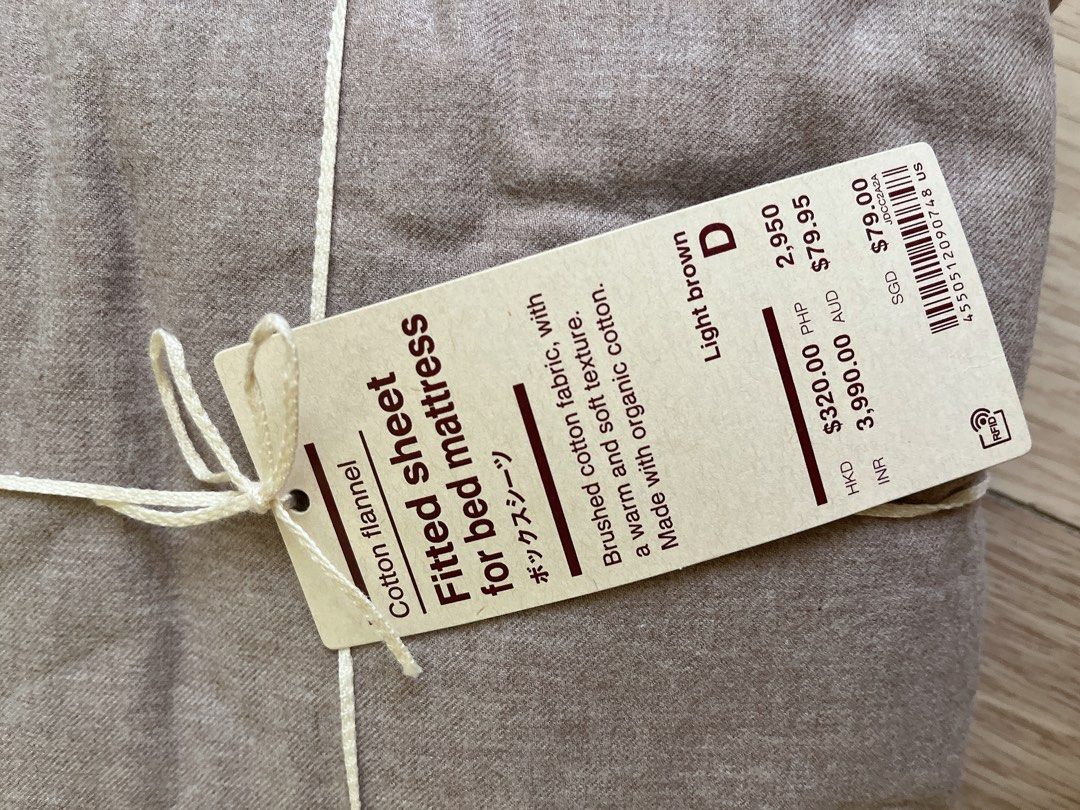 Cotton flannel
Fitted sheet
for bed mattress
ボックスシーツ
Brushed cotton fabric, with
a warm and soft texture.
Made with organic cotton.
Light brown
D
HKD $320.00 PHP 2,950
INR 3,990.00 AUD $79.95
SGD $79.00
JDCC2A2A
4550512090748 US
RFID